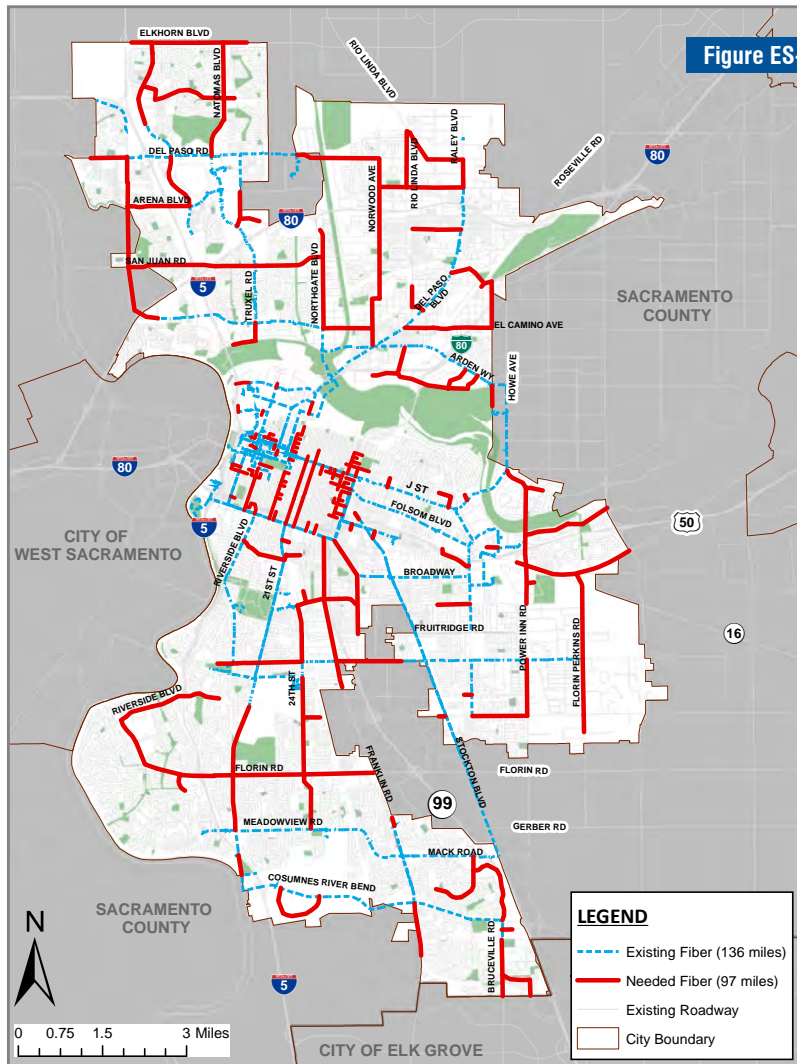 ELKHORN BLVD
NATOMAS BLVD
RIO LINDA BLVD
Figure ES-
RALEY BLVD
ROSEVILLE RD
80
DEL PASO RD
RIO LINDA BLVD
NORWOOD AVE
ARENA BLVD
80
NORTHGATE BLVD
SAN JUAN RD
5
TRUXEL RD
DEL PASO
BLVD
SACRAMENTO
COUNTY
EL CAMINO AVE
80
ARDEN WY
HOWE AVE
80
J ST
FOLSOM BLVD
50
CITY OF
WEST SACRAMENTO
5
RIVERSIDE BLVD
21ST ST
BROADWAY
FRUITRIDGE RD
POWER INN RD
FLORIN PERKINS RD
16
24TH ST
RIVERSIDE BLVD
FRANKLIN RD
STOCKTON BLVD
FLORIN RD
FLORIN RD
99
MEADOWVIEW RD
GERBER RD
MACK ROAD
COSUMNES RIVER BEND
SACRAMENTO
COUNTY
BRUCEVILLE RD
N
5
0 0.75 1.5 3 Miles
CITY OF ELK GROVE
LEGEND
Existing Fiber (136 miles)
Needed Fiber (97 miles)
Existing Roadway
City Boundary